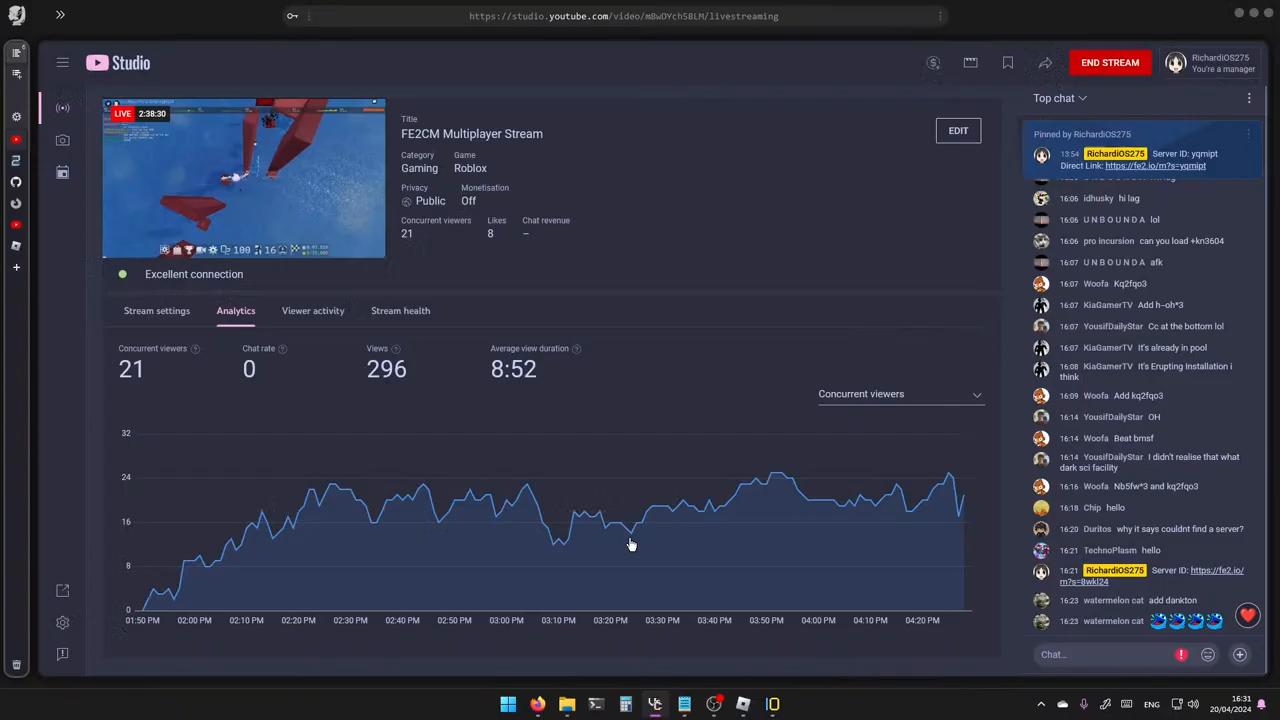 https://studio.youtube.com/video/mBwDYch58LM/livestreaming
Studio
END STREAM
RichardiOS275
You're a manager
LIVE 2:38:30
100
16
Title
FE2CM Multiplayer Stream
EDIT
Category Game
Gaming Roblox
Privacy Monetisation
Public Off
Concurrent viewers Likes Chat revenue
21 8 –
Excellent connection
Stream settings Analytics Viewer activity Stream health
Concurrent viewers Chat rate Views Average view duration
21 0 296 8:52
Concurrent viewers
32
24
16
8
0
01:50 PM 02:00 PM 02:10 PM 02:20 PM 02:30 PM 02:40 PM 02:50 PM 03:00 PM 03:10 PM 03:20 PM 03:30 PM 03:40 PM 03:50 PM 04:00 PM 04:10 PM 04:20 PM
Top chat
Pinned by RichardiOS275
13:54 RichardiOS275 Server ID: yqmipt
Direct Link: https://fe2.io/m?s=yqmipt
16:06 idhusky hi lag
16:06 U N B O U N D A lol
16:06 pro incursion can you load +kn3604
16:07 U N B O U N D A afk
16:07 Woofa Kq2fqo3
16:07 KiaGamerTV Add h--oh*3
16:07 YousifDailyStar Cc at the bottom lol
16:07 KiaGamerTV It's already in pool
16:08 KiaGamerTV It's Erupting Installation i
think
16:09 Woofa Add kq2fqo3
16:14 YousifDailyStar OH
16:14 Woofa Beat bmsf
16:14 YousifDailyStar I didn't realise that what
dark sci facility
16:16 Woofa Nb5fw*3 and kq2fqo3
16:20 Chip hello
16:20 Duritos why it says couldnt find a server?
16:21 TechnoPlasm hello
16:21 RichardiOS275 Server ID: https://fe2.io/
m?s=8wkl24
16:23 watermelon cat add dankton
16:23 watermelon cat
Chat...
ENG
16:31
20/04/2024